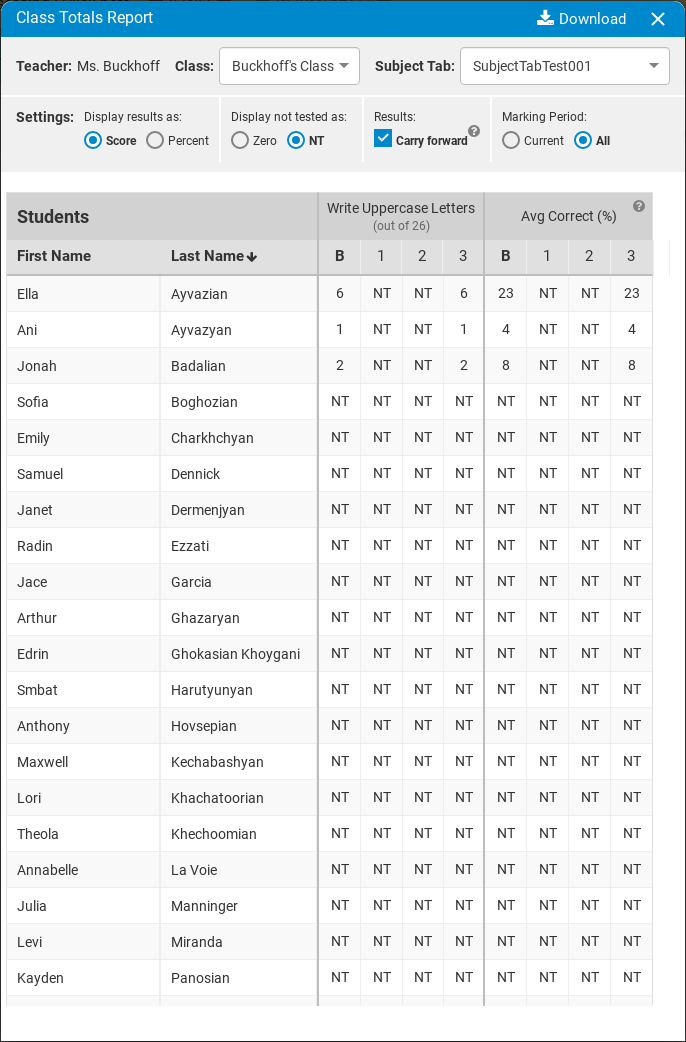 Class Totals Report Download
Teacher: Ms. Buckhoff Class: Buckhoff's Class Subject Tab: SubjectTabTest001
Settings: Display results as: Display not tested as: Results: Marking Period:
Score Percent Zero NT Carry forward ? Current All
Students Write Uppercase Letters (out of 26) Avg Correct (%) ?
First Name Last Name B 1 2 3 B 1 2 3
Ella Ayvazian 6 NT NT 6 23 NT NT 23
Ani Ayvazyan 1 NT NT 1 4 NT NT 4
Jonah Badalian 2 NT NT 2 8 NT NT 8
Sofia Boghozian NT NT NT NT NT NT NT NT
Emily Charkhchyan NT NT NT NT NT NT NT NT
Samuel Dennick NT NT NT NT NT NT NT NT
Janet Dermenjyan NT NT NT NT NT NT NT NT
Radin Ezzati NT NT NT NT NT NT NT NT
Jace Garcia NT NT NT NT NT NT NT NT
Arthur Ghazaryan NT NT NT NT NT NT NT NT
Edrin Ghokasian Khoygani NT NT NT NT NT NT NT NT
Smbat Harutyunyan NT NT NT NT NT NT NT NT
Anthony Hovsepian NT NT NT NT NT NT NT NT
Maxwell Kechabashyan NT NT NT NT NT NT NT NT
Lori Khachatoorian NT NT NT NT NT NT NT NT
Theola Khechoomian NT NT NT NT NT NT NT NT
Annabelle La Voie NT NT NT NT NT NT NT NT
Julia Manninger NT NT NT NT NT NT NT NT
Levi Miranda NT NT NT NT NT NT NT NT
Kayden Panosian NT NT NT NT NT NT NT NT